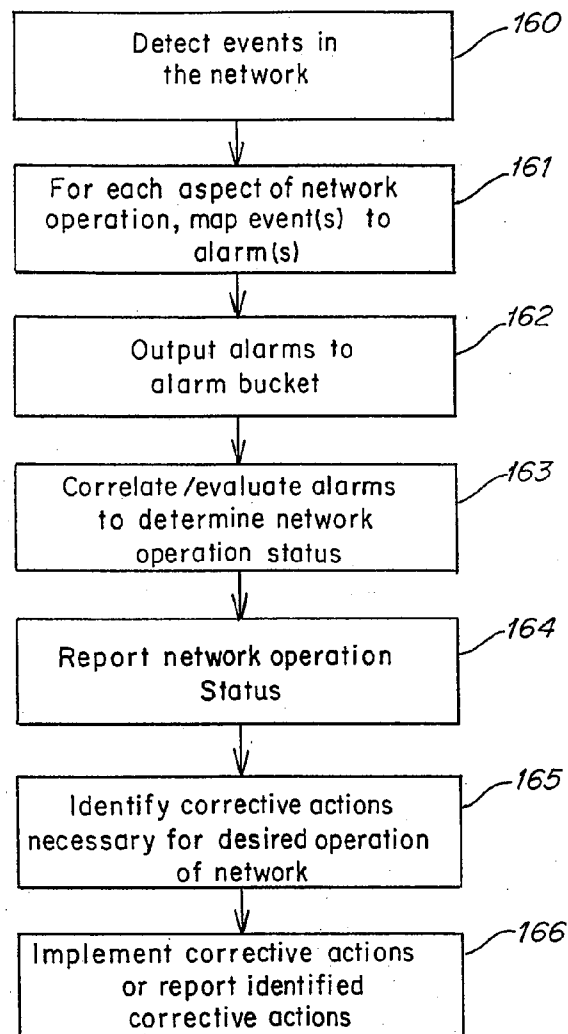 160
Detect events in
the network
161
For each aspect of network
operation, map event(s) to
alarm(s)
162
Output alarms to
alarm bucket
163
Correlate/evaluate alarms
to determine network
operation status
164
Report network operation
Status
165
Identify corrective actions
necessary for desired operation
of network
166
Implement corrective actions
or report identified
corrective actions